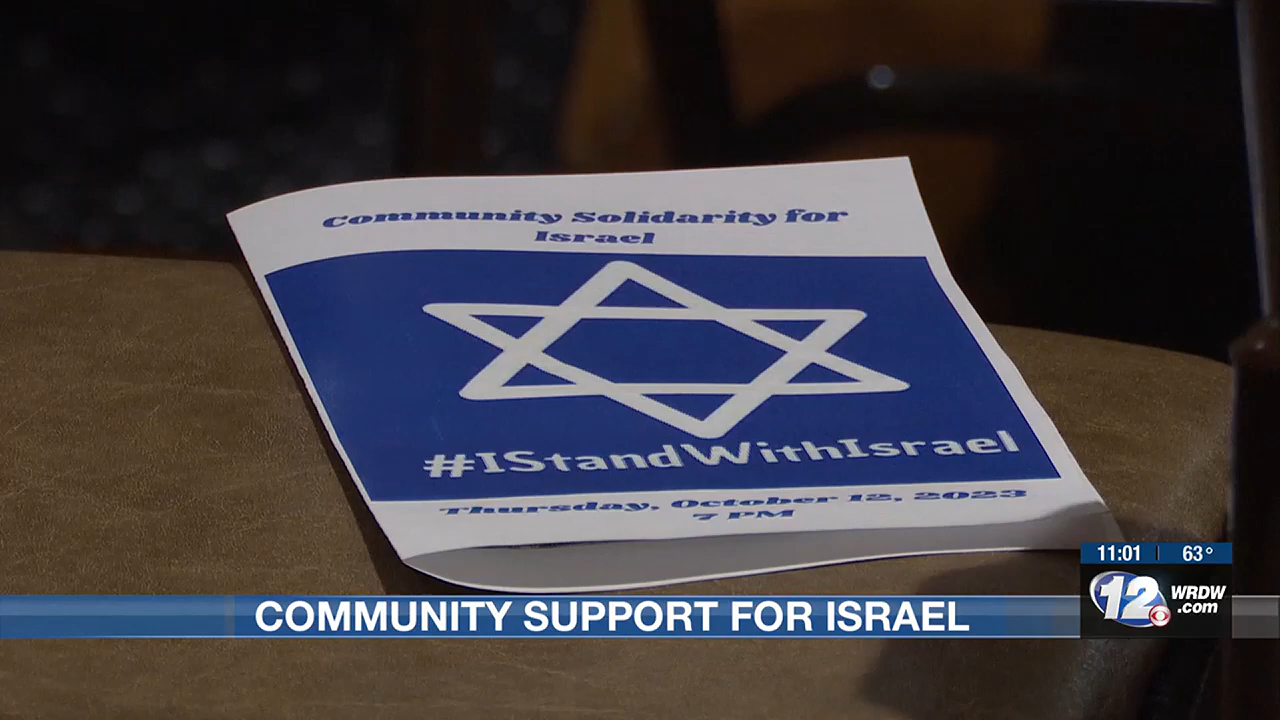 Community Solidarity for
Israel
#IStandWithIsrael
Thursday, October 12, 2023
7 PM
11:01 | 63°
12 WRDW
.com
COMMUNITY SUPPORT FOR ISRAEL